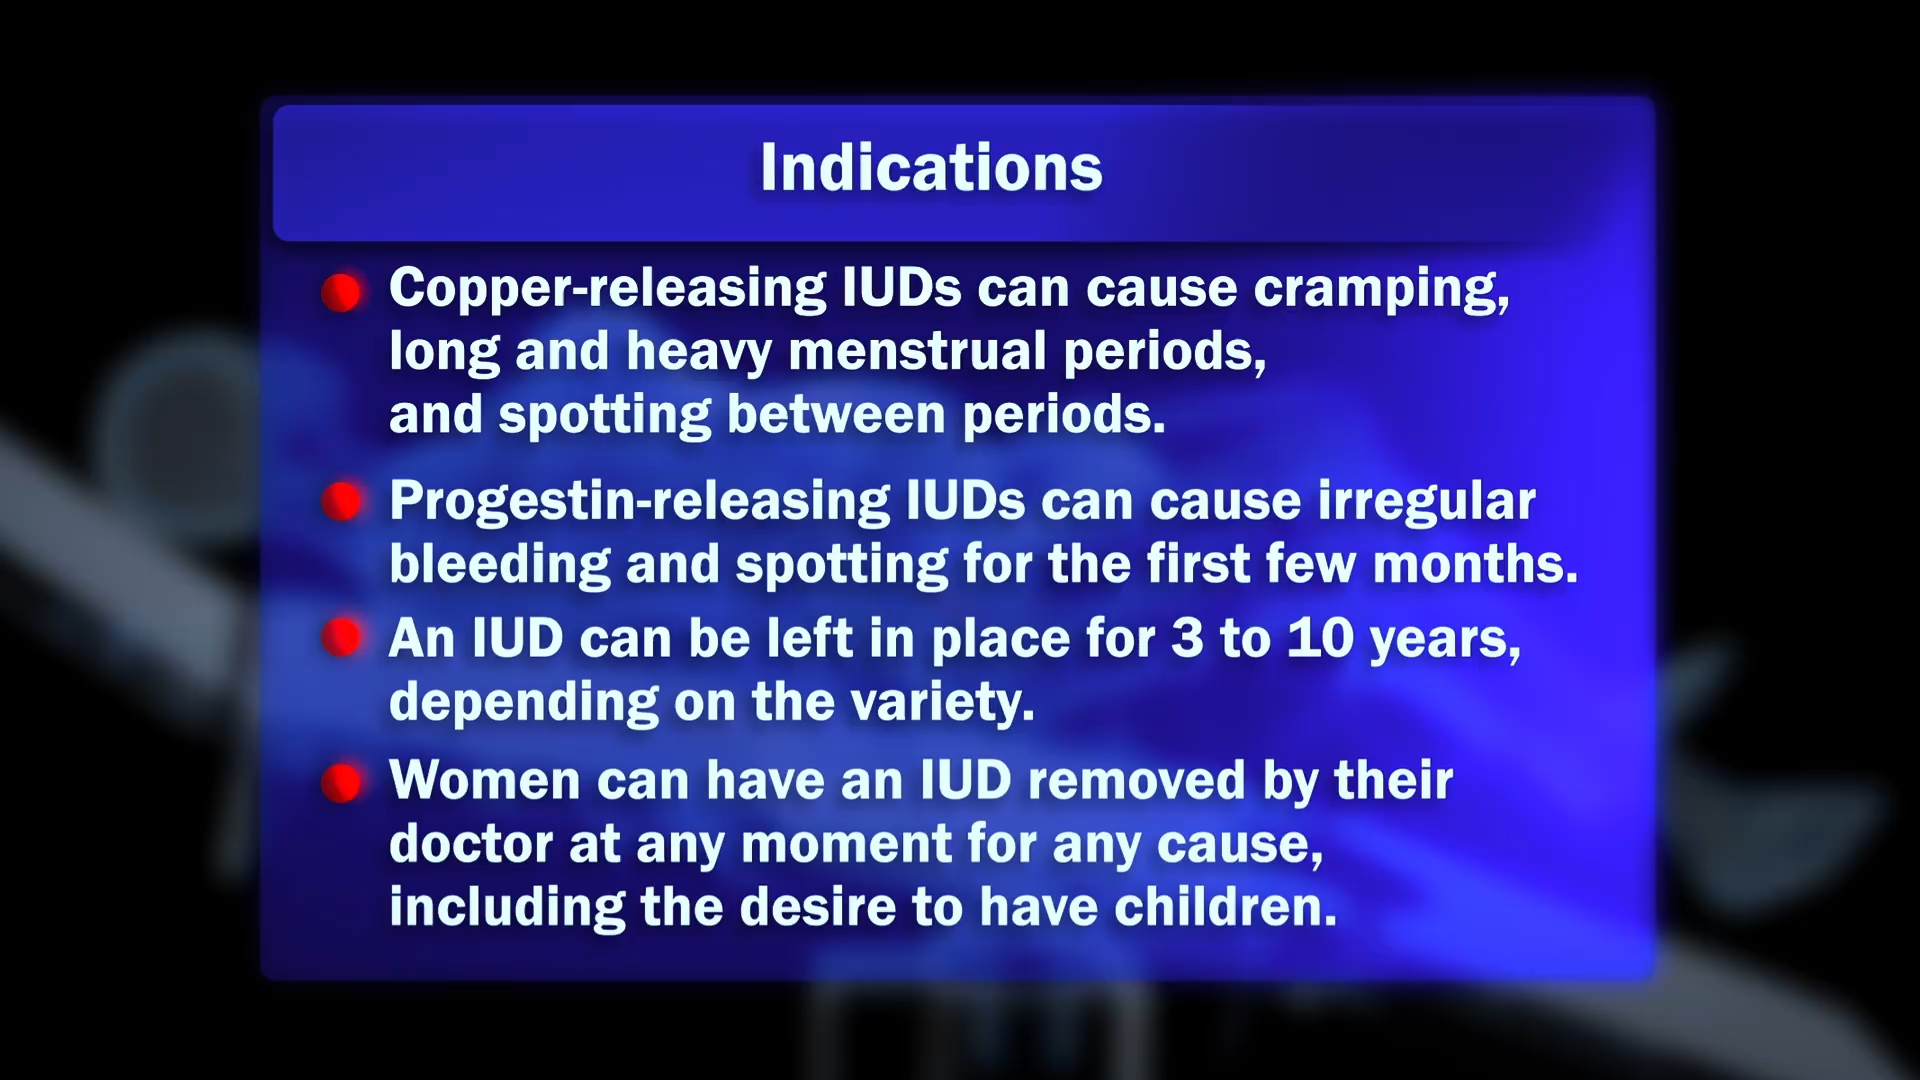 Indications
Copper-releasing IUDs can cause cramping,
long and heavy menstrual periods,
and spotting between periods.
Progestin-releasing IUDs can cause irregular
bleeding and spotting for the first few months.
An IUD can be left in place for 3 to 10 years,
depending on the variety.
Women can have an IUD removed by their
doctor at any moment for any cause,
including the desire to have children.